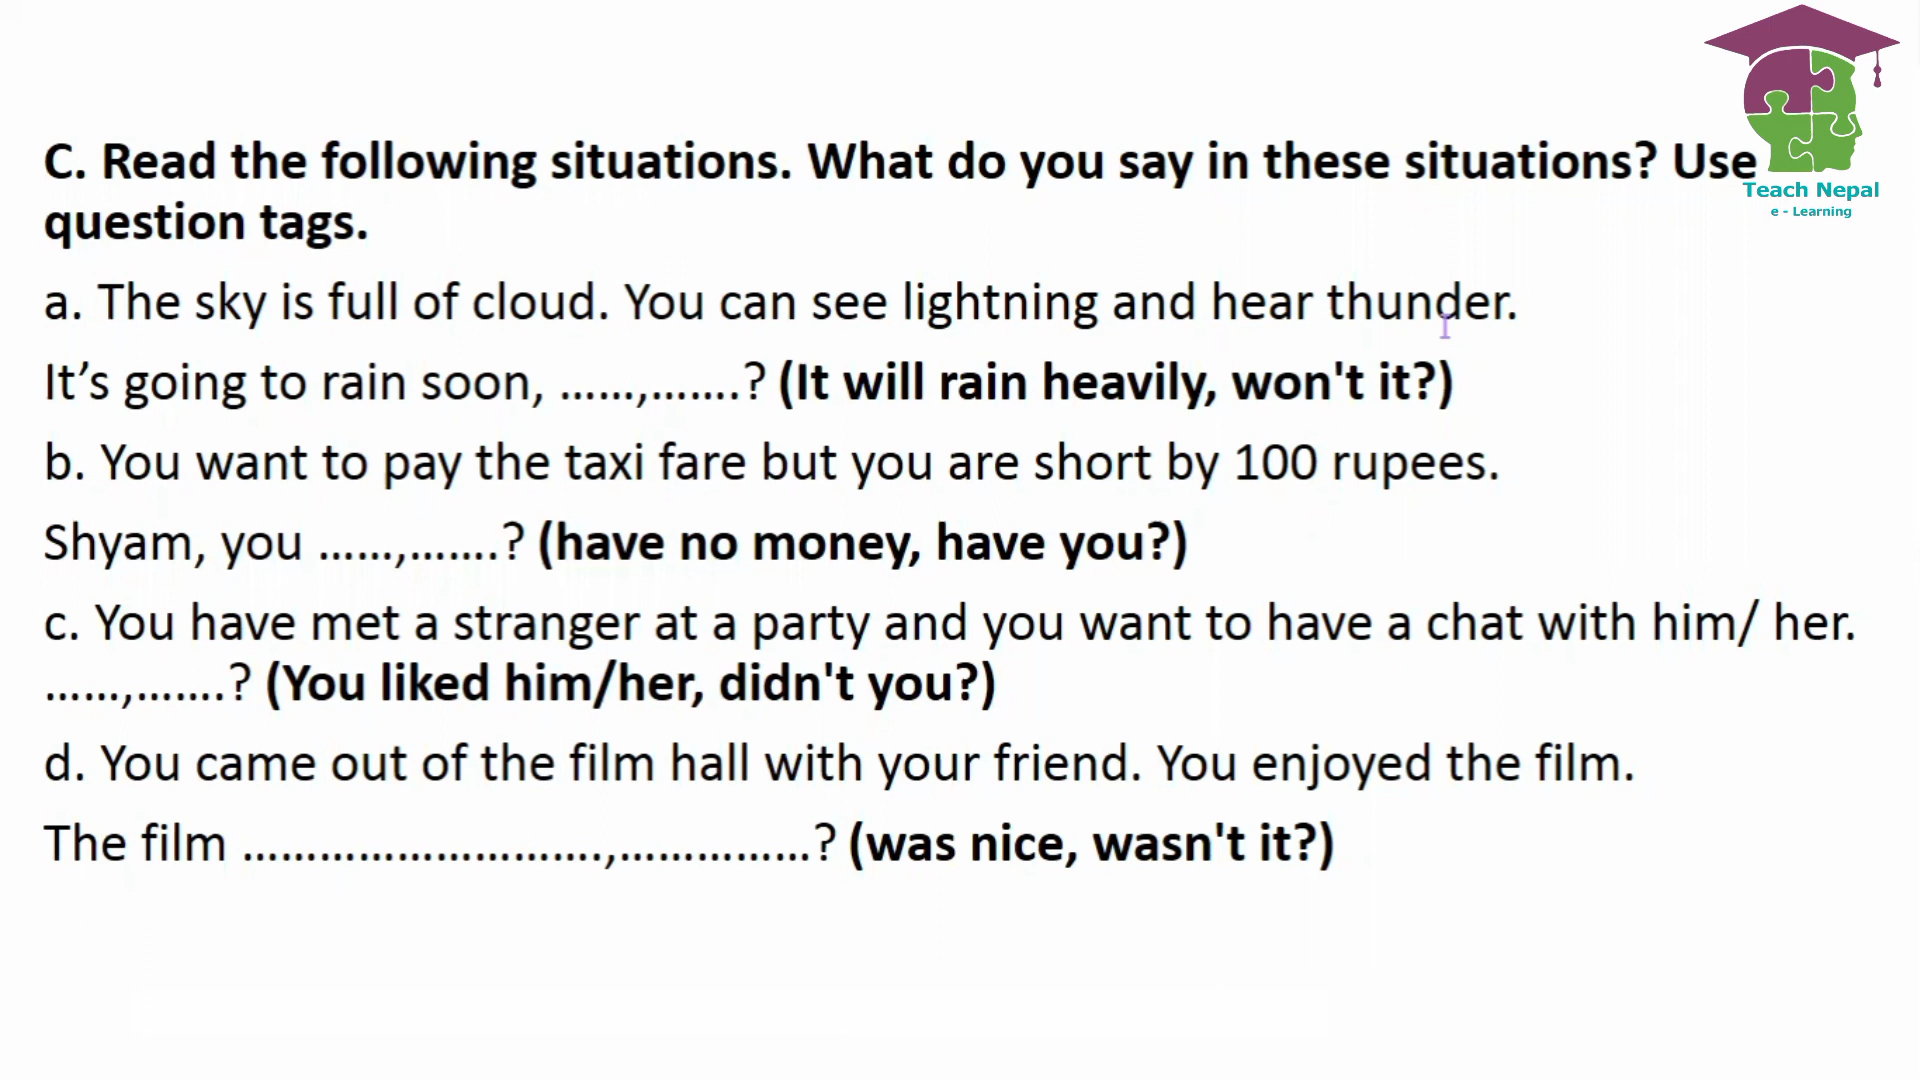 C. Read the following situations. What do you say in these situations? Use
question tags.
a. The sky is full of cloud. You can see lightning and hear thunder.
It’s going to rain soon, ……,…….? (It will rain heavily, won't it?)
b. You want to pay the taxi fare but you are short by 100 rupees.
Shyam, you ……,…….? (have no money, have you?)
c. You have met a stranger at a party and you want to have a chat with him/ her.
……,…….? (You liked him/her, didn't you?)
d. You came out of the film hall with your friend. You enjoyed the film.
The film ……………………….,……………? (was nice, wasn't it?)
Teach Nepal
e - Learning